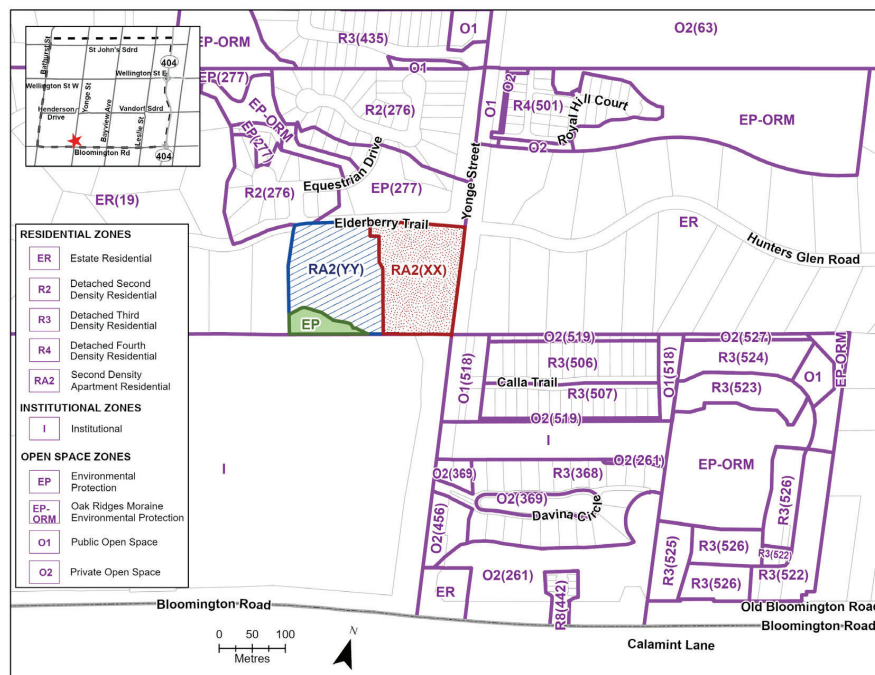 Bathurst St
St John's Sdrd
404
Wellington St E
Wellington St W
Yonge St
Bayview Ave
Leslie St
Henderson
Drive
Vandorf Sdrd
Bloomington Rd
404
EP-ORM
R3(435)
O1
O2(63)
O1
EP(277)
EP-ORM
EP(277)
R2(276)
O1
O2
R4(501)
Royal Hill Court
O2
EP-ORM
R2(276)
Equestrian Drive
EP(277)
Yonge Street
ER(19)
Elderberry Trail
ER
Hunters Glen Road
RA2(YY)
RA2(XX)
EP
RESIDENTIAL ZONES
ER
Estate Residential
R2
Detached Second
Density Residential
R3
Detached Third
Density Residential
R4
Detached Fourth
Density Residential
RA2
Second Density
Apartment Residential
INSTITUTIONAL ZONES
I
Institutional
OPEN SPACE ZONES
EP
Environmental
Protection
EP-
ORM
Oak Ridges Moraine
Environmental Protection
O1
Public Open Space
O2
Private Open Space
I
O2(519)
O2(527)
O1(518)
R3(506)
O1(518)
R3(524)
EP-ORM
O1
Calla Trail
R3(507)
R3(523)
O2(519)
I
O2(261)
O2(369)
R3(368)
EP-ORM
O2(369)
Davina Circle
R3(526)
O2(456)
R3(525)
R3(526)
R3(522)
O2(261)
R3(526)
R3(522)
ER
R8(442)
Bloomington Road
Old Bloomington Road
Bloomington Road
Calamint Lane
0
50
100
Metres
N